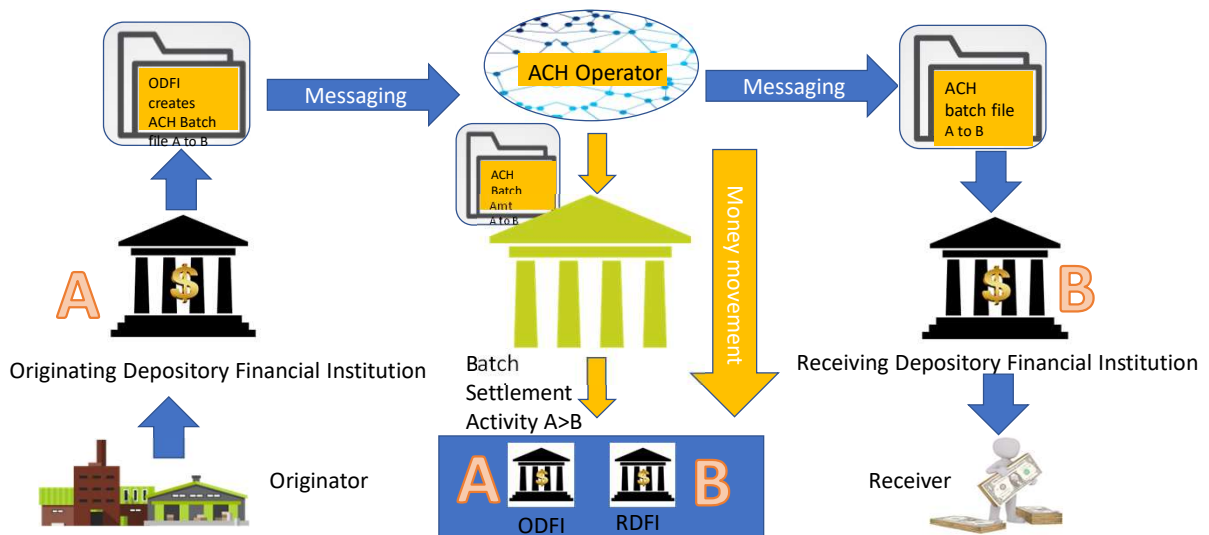 ODFI
creates
ACH Batch
file A to B
Messaging
ACH Operator
Messaging
ACH
batch file
A to B
ACH
Batch
Amt
A to B
Money movement
A
B
Originating Depository Financial Institution
Receiving Depository Financial Institution
Batch
Settlement
Activity A>B
Originator
A
B
ODFI
RDFI
Receiver